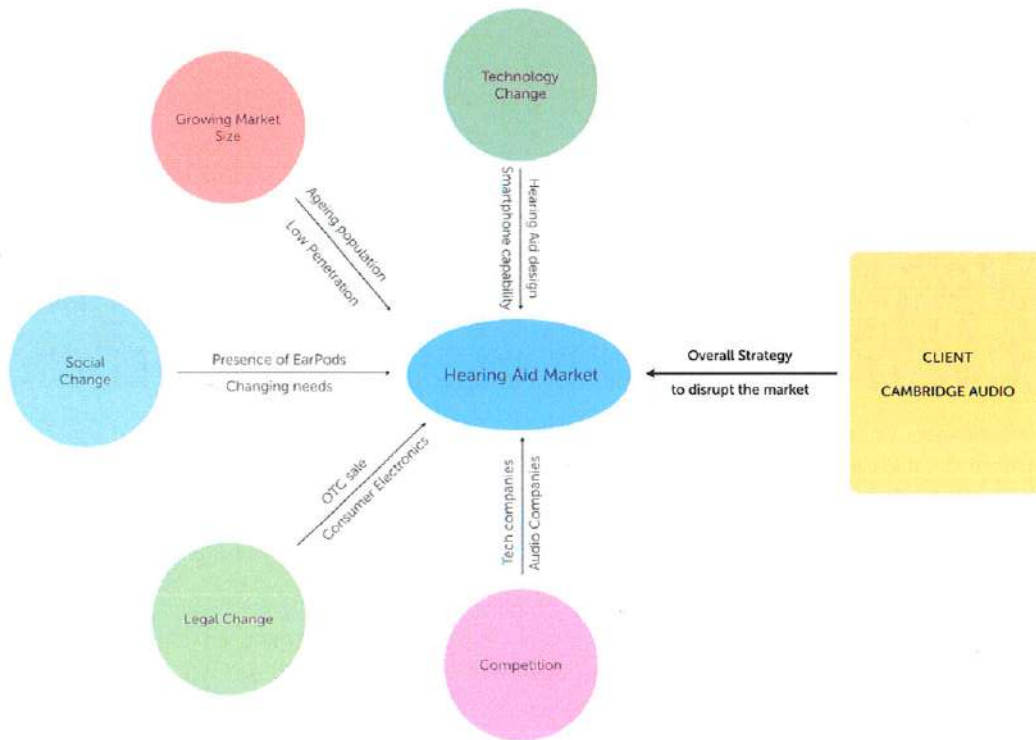 Technology
Change
Growing Market
Size
Ageing population
Low Penetration
Hearing Aid design
Smartphone capability
Social
Change
Presence of EarPods
Changing needs
Hearing Aid Market
Overall Strategy
to disrupt the market
CLIENT
CAMBRIDGE AUDIO
OTC sale
Consumer Electronics
Tech companies
Audio Companies
Legal Change
Competition